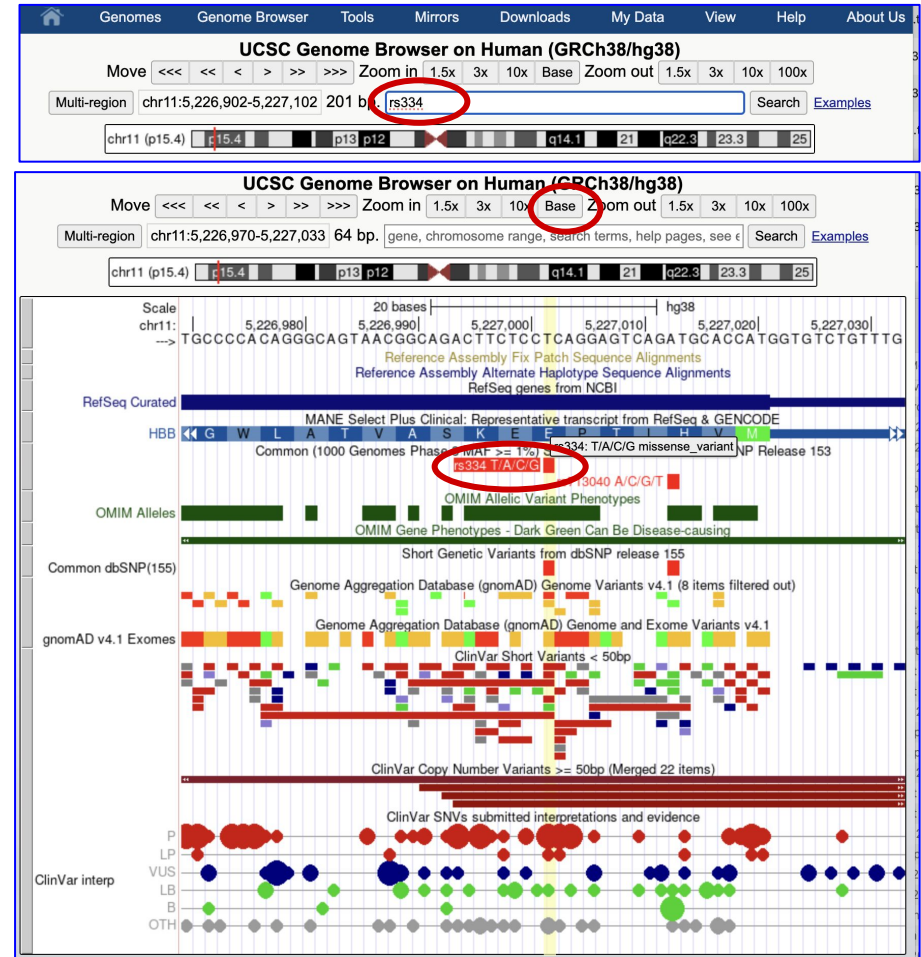 Genomes Genome Browser Tools Mirrors Downloads My Data View Help About Us
UCSC Genome Browser on Human (GRCh38/hg38)
Move <<< << < > >> >>> Zoom in 1.5x 3x 10x Base Zoom out 1.5x 3x 10x 100x
Multi-region chr11:5,226,902-5,227,102 201 bp. rs334 Search Examples
chr11 (p15.4) p15.4 p13 p12 q14.1 21 q22.3 23.3 25
UCSC Genome Browser on Human (GRCh38/hg38)
Move <<< << < > >> >>> Zoom in 1.5x 3x 10x Base Zoom out 1.5x 3x 10x 100x
Multi-region chr11:5,226,970-5,227,033 64 bp. gene, chromosome range, search terms, help pages, see e Search Examples
chr11 (p15.4) p15.4 p13 p12 q14.1 21 q22.3 23.3 25
Scale 20 bases hg38
chr11: 5,226,980 5,226,990 5,227,000 5,227,010 5,227,020 5,227,030
---> TGCCCCACAGGGCAGTAACGGCAGACTTCTCCTCAGGAGTCAGATGCACCATGGTGTCTGTTTG
Reference Assembly Fix Patch Sequence Alignments
Reference Assembly Alternate Haplotype Sequence Alignments
RefSeq genes from NCBI
RefSeq Curated
MANE Select Plus Clinical: Representative transcript from RefSeq & GENCODE
HBB G W L A T V A S K E E P T L H V M
Common (1000 Genomes Phase 3 MAF >= 1%) S rs334: T/A/C/G missense_variant NP Release 153
rs334 T/A/C/G
13040 A/C/G/T
OMIM Allelic Variant Phenotypes
OMIM Alleles
OMIM Gene Phenotypes - Dark Green Can Be Disease-causing
Short Genetic Variants from dbSNP release 155
Common dbSNP(155)
Genome Aggregation Database (gnomAD) Genome Variants v4.1 (8 items filtered out)
Genome Aggregation Database (gnomAD) Genome and Exome Variants v4.1
gnomAD v4.1 Exomes
ClinVar Short Variants < 50bp
ClinVar Copy Number Variants >= 50bp (Merged 22 items)
ClinVar SNVs submitted interpretations and evidence
P
LP
VUS
ClinVar interp
LB
B
OTH